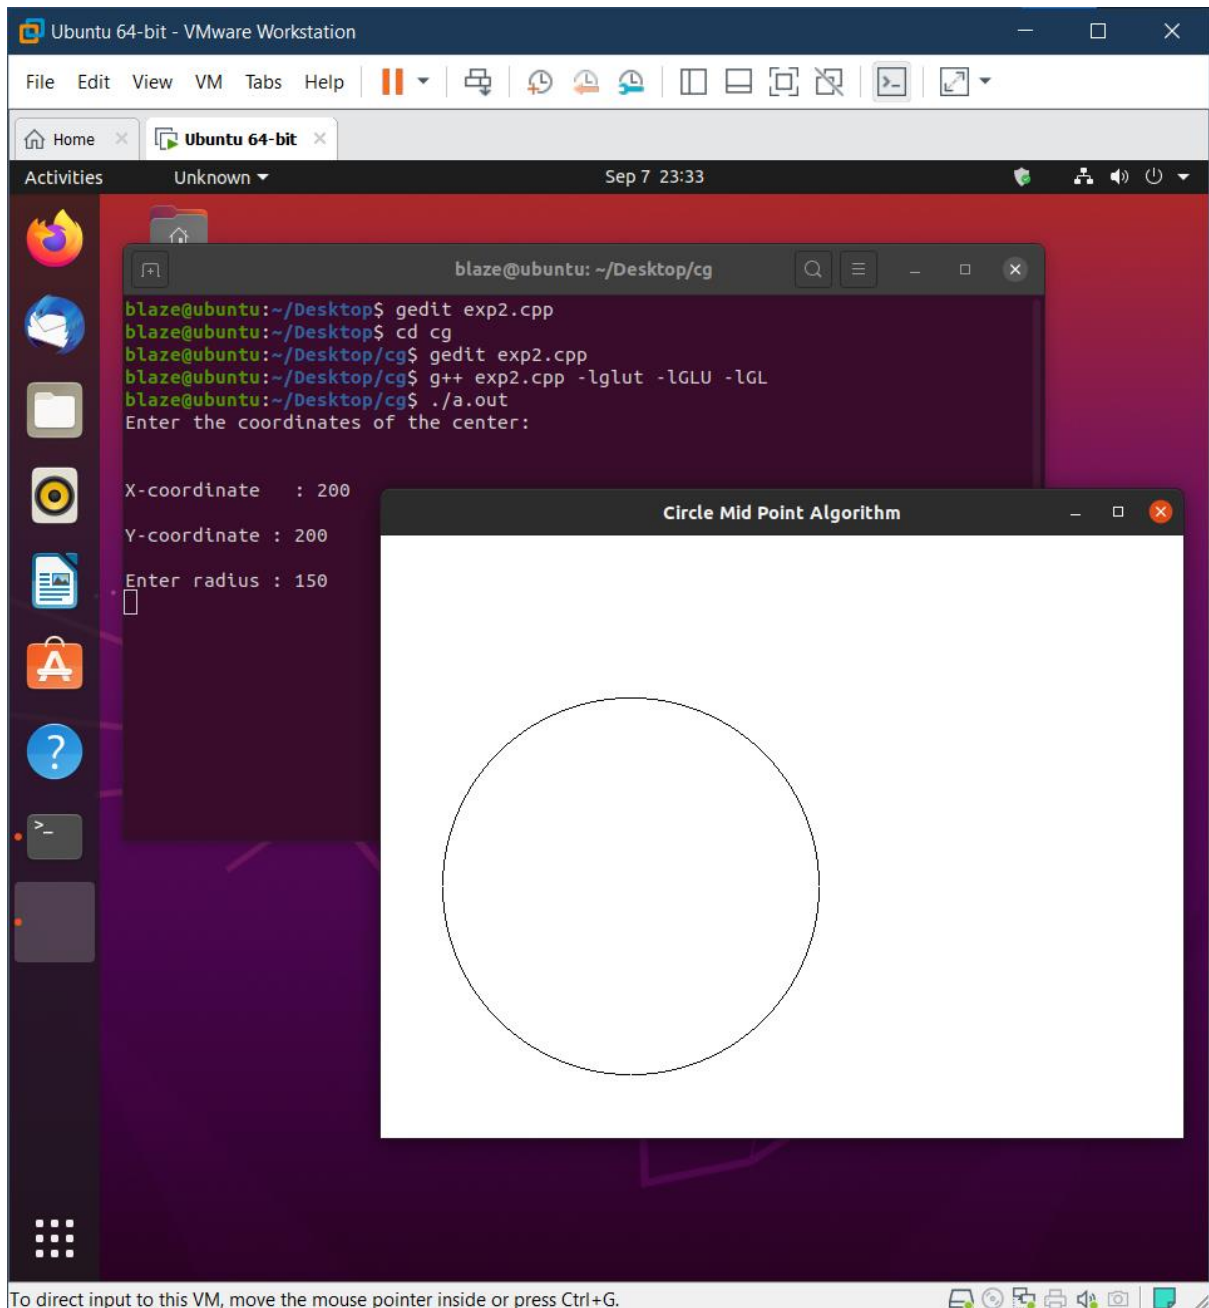 Ubuntu 64-bit - VMware Workstation
File Edit View VM Tabs Help
Home Ubuntu 64-bit
Activities Unknown Sep 7 23:33
blaze@ubuntu: ~/Desktop/cg
blaze@ubuntu:~/Desktop$ gedit exp2.cpp
blaze@ubuntu:~/Desktop$ cd cg
blaze@ubuntu:~/Desktop/cg$ gedit exp2.cpp
blaze@ubuntu:~/Desktop/cg$ g++ exp2.cpp -lglut -lGLU -lGL
blaze@ubuntu:~/Desktop/cg$ ./a.out
Enter the coordinates of the center:
X-coordinate   : 200
Y-coordinate : 200
Enter radius : 150
Circle Mid Point Algorithm
To direct input to this VM, move the mouse pointer inside or press Ctrl+G.